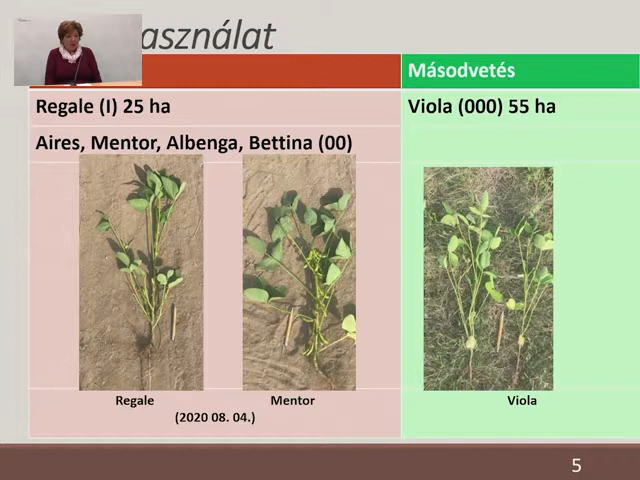 asználat
Másodvetés
Regale (I) 25 ha
Viola (000) 55 ha
Aires, Mentor, Albenga, Bettina (00)
Regale
Mentor
Viola
(2020 08. 04.)
5